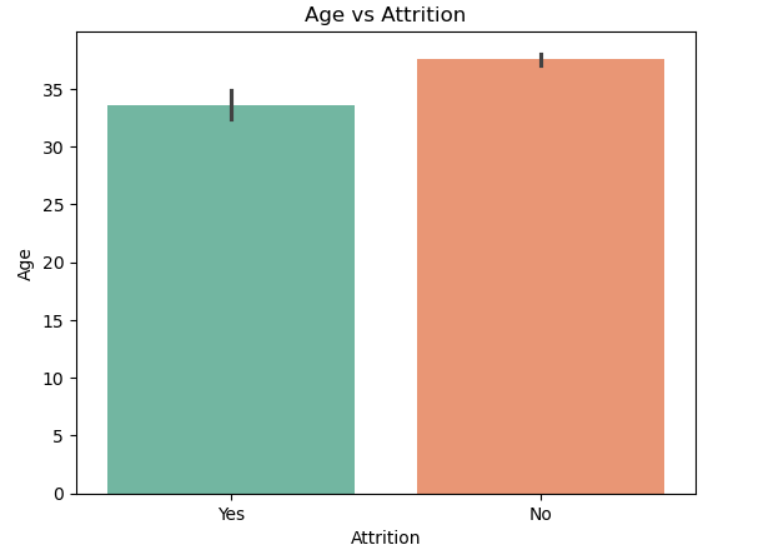 Age vs Attrition
35
30
25
20
15
10
5
0
Age
Yes No
Attrition